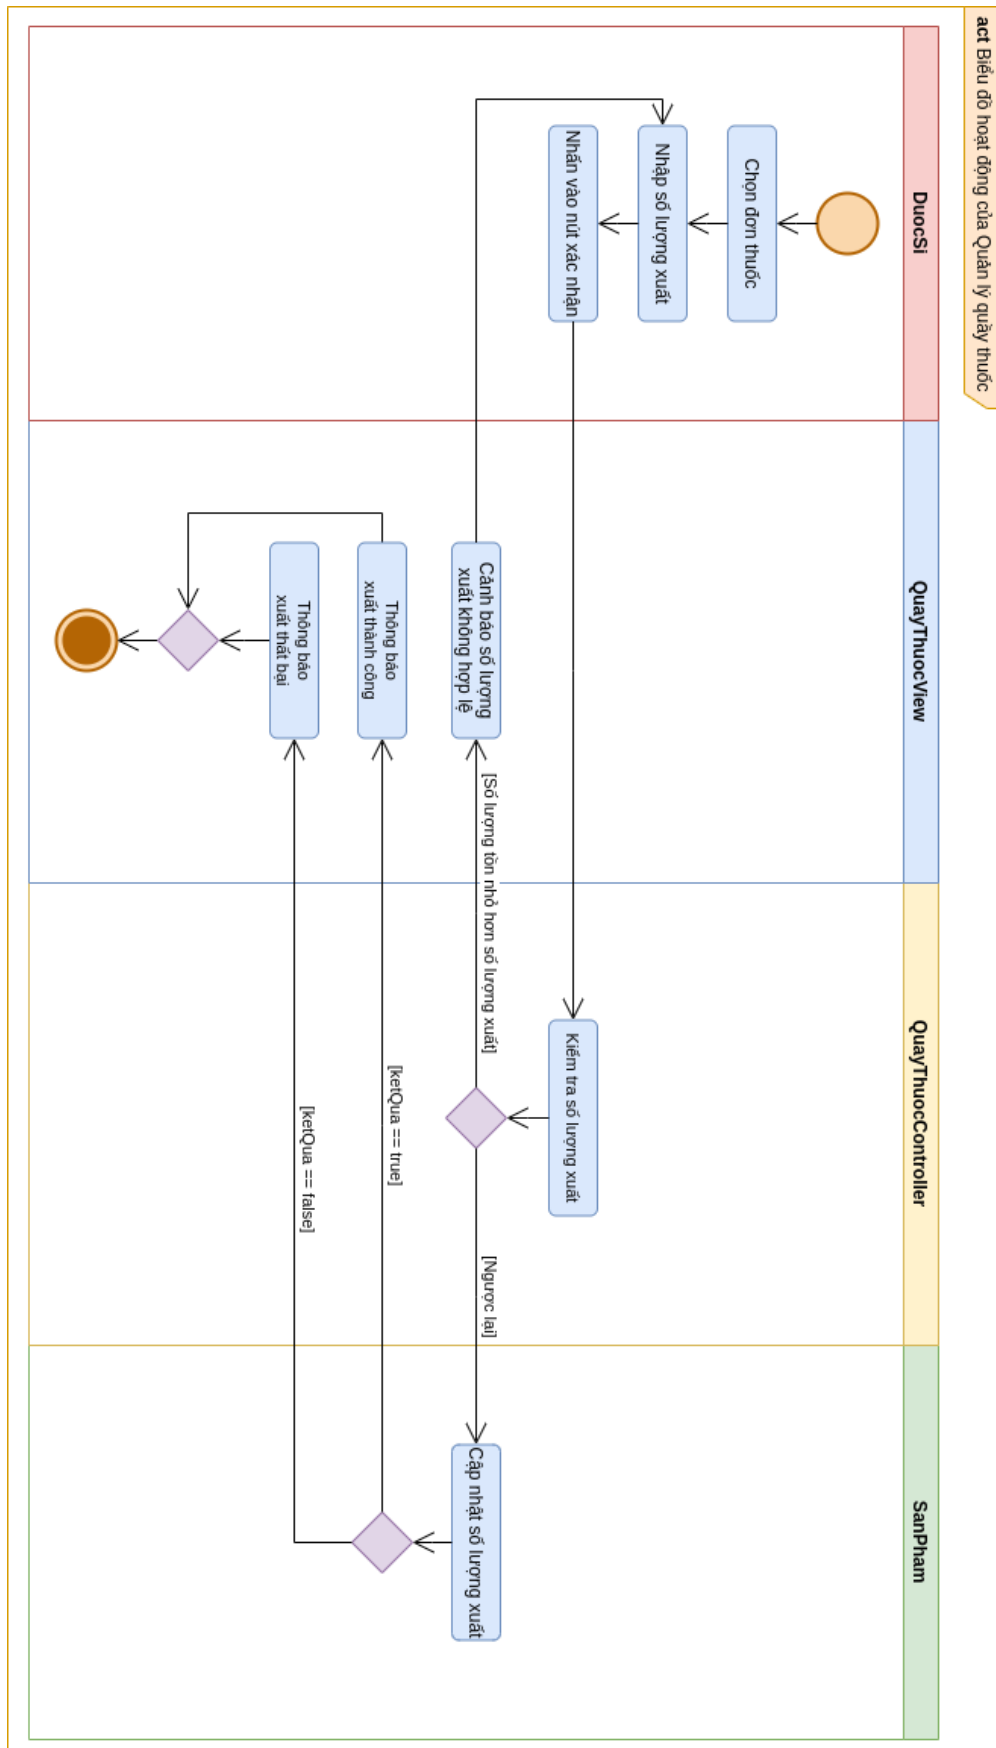 act Biểu đồ hoạt động của Quản lý quầy thuốc
DuocSi
QuayThuocView
QuayThuocController
SanPham
Chọn đơn thuốc
Nhập số lượng xuất
Nhấn vào nút xác nhận
Kiểm tra số lượng xuất
[Số lượng tồn nhỏ hơn số lượng xuất]
[Ngược lại]
Cảnh báo số lượng
xuất không hợp lệ
Cập nhật số lượng xuất
[ketQua == true]
Thông báo
xuất thành công
[ketQua == false]
Thông báo
xuất thất bại